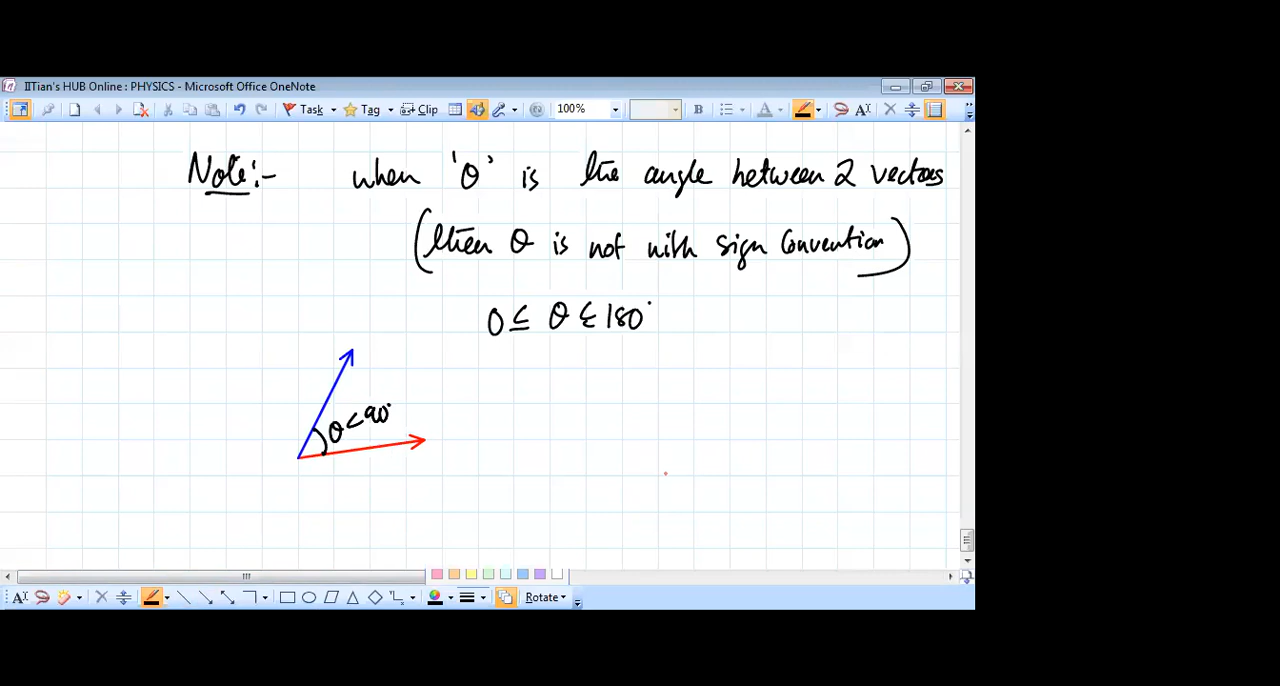 IITian's HUB Online : PHYSICS - Microsoft Office OneNote
Task Tag Clip 100% B A A
Note:- when 'θ' is the angle between 2 vectors
(then θ is not with sign convention)
0 ≤ θ ≤ 180°
θ < 90°
A Rotate